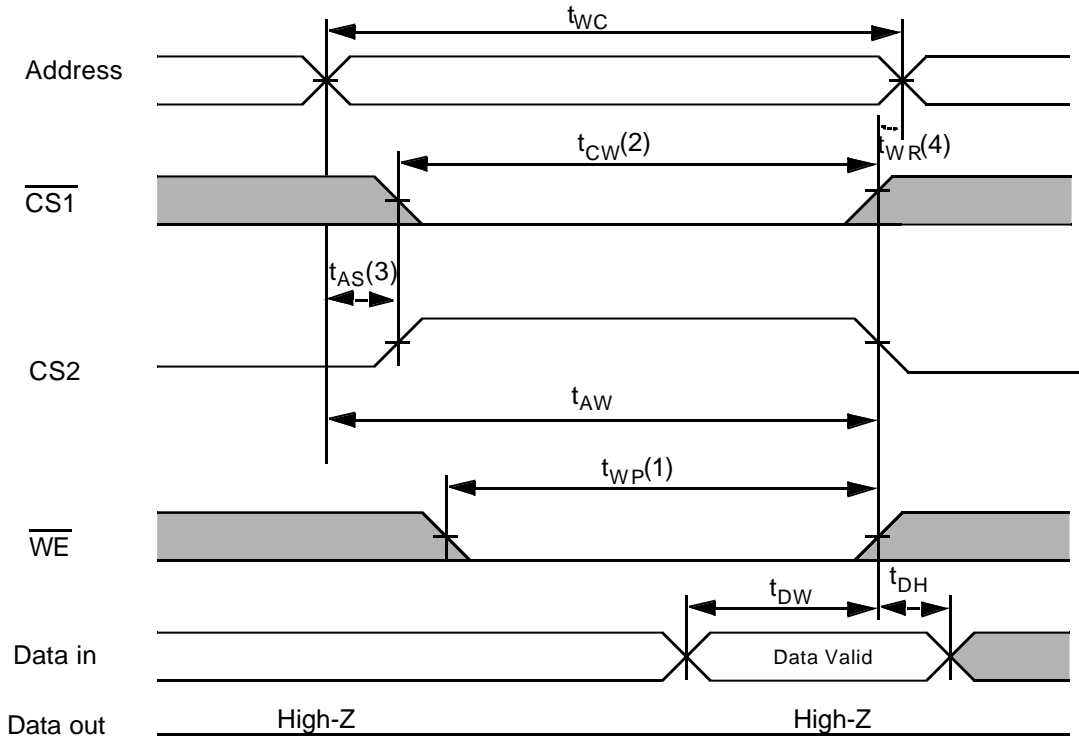 tWC
Address
tCW(2)
tWR(4)
CS1
tAS(3)
CS2
tAW
tWP(1)
WE
tDW
tDH
Data in
Data Valid
Data out
High-Z
High-Z